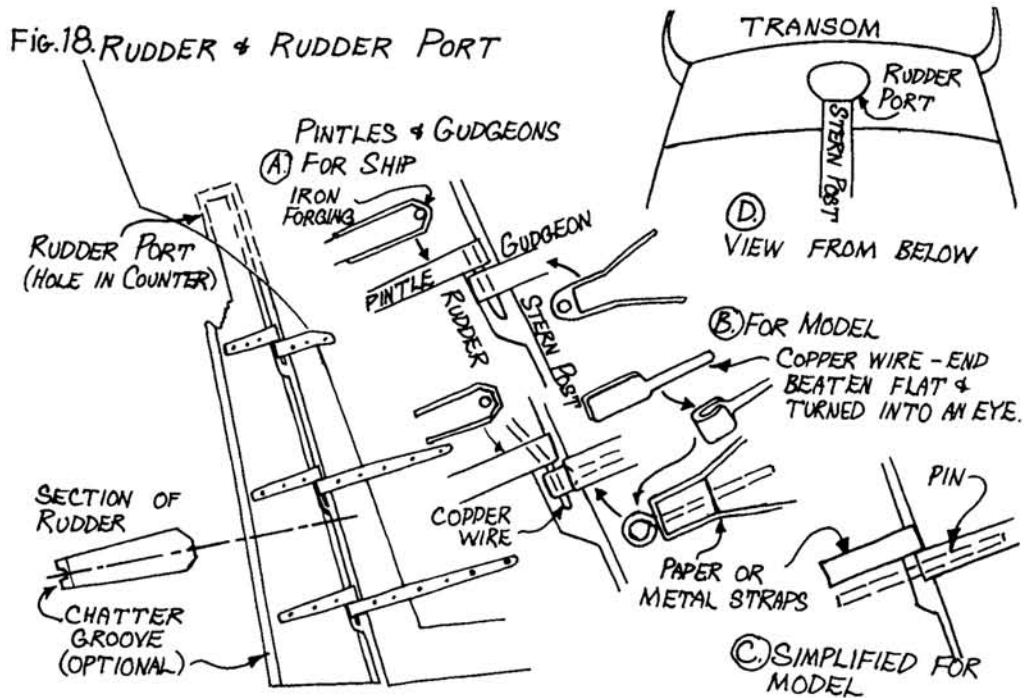 Fig. 18. RUDDER & RUDDER PORT
PINTLES & GUDGEONS
A. FOR SHIP
IRON
FORGING
RUDDER PORT
(HOLE IN COUNTER)
PINTLE
GUDGEON
RUDDER
STERN POST
TRANSOM
RUDDER
PORT
STERN POST
D.
VIEW FROM BELOW
B. FOR MODEL
COPPER WIRE - END
BEATEN FLAT &
TURNED INTO AN EYE.
SECTION OF
RUDDER
CHATTER
GROOVE
(OPTIONAL)
COPPER
WIRE
PAPER OR
METAL STRAPS
PIN
C. SIMPLIFIED FOR
MODEL